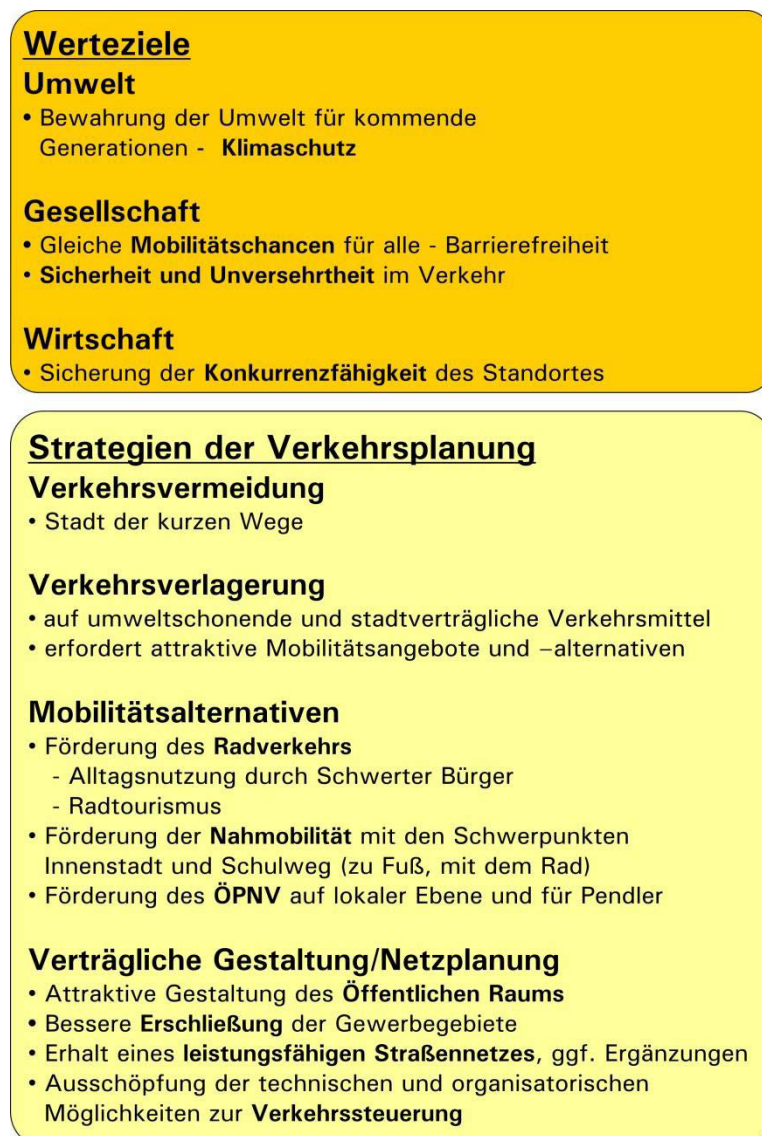 Werteziele
Umwelt
• Bewahrung der Umwelt für kommende
Generationen - Klimaschutz
Gesellschaft
• Gleiche Mobilitätschancen für alle - Barrierefreiheit
• Sicherheit und Unversehrtheit im Verkehr
Wirtschaft
• Sicherung der Konkurrenzfähigkeit des Standortes
Strategien der Verkehrsplanung
Verkehrsvermeidung
• Stadt der kurzen Wege
Verkehrsverlagerung
• auf umweltschonende und stadtverträgliche Verkehrsmittel
• erfordert attraktive Mobilitätsangebote und –alternativen
Mobilitätsalternativen
• Förderung des Radverkehrs
- Alltagsnutzung durch Schwerter Bürger
- Radtourismus
• Förderung der Nahmobilität mit den Schwerpunkten
Innenstadt und Schulweg (zu Fuß, mit dem Rad)
• Förderung des ÖPNV auf lokaler Ebene und für Pendler
Verträgliche Gestaltung/Netzplanung
• Attraktive Gestaltung des Öffentlichen Raums
• Bessere Erschließung der Gewerbegebiete
• Erhalt eines leistungsfähigen Straßennetzes, ggf. Ergänzungen
• Ausschöpfung der technischen und organisatorischen
Möglichkeiten zur Verkehrssteuerung